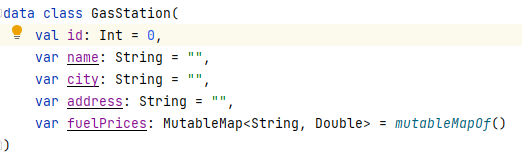 data class GasStation(
    val id: Int = 0,
    var name: String = "",
    var city: String = "",
    var address: String = "",
    var fuelPrices: MutableMap<String, Double> = mutableMapOf()
)